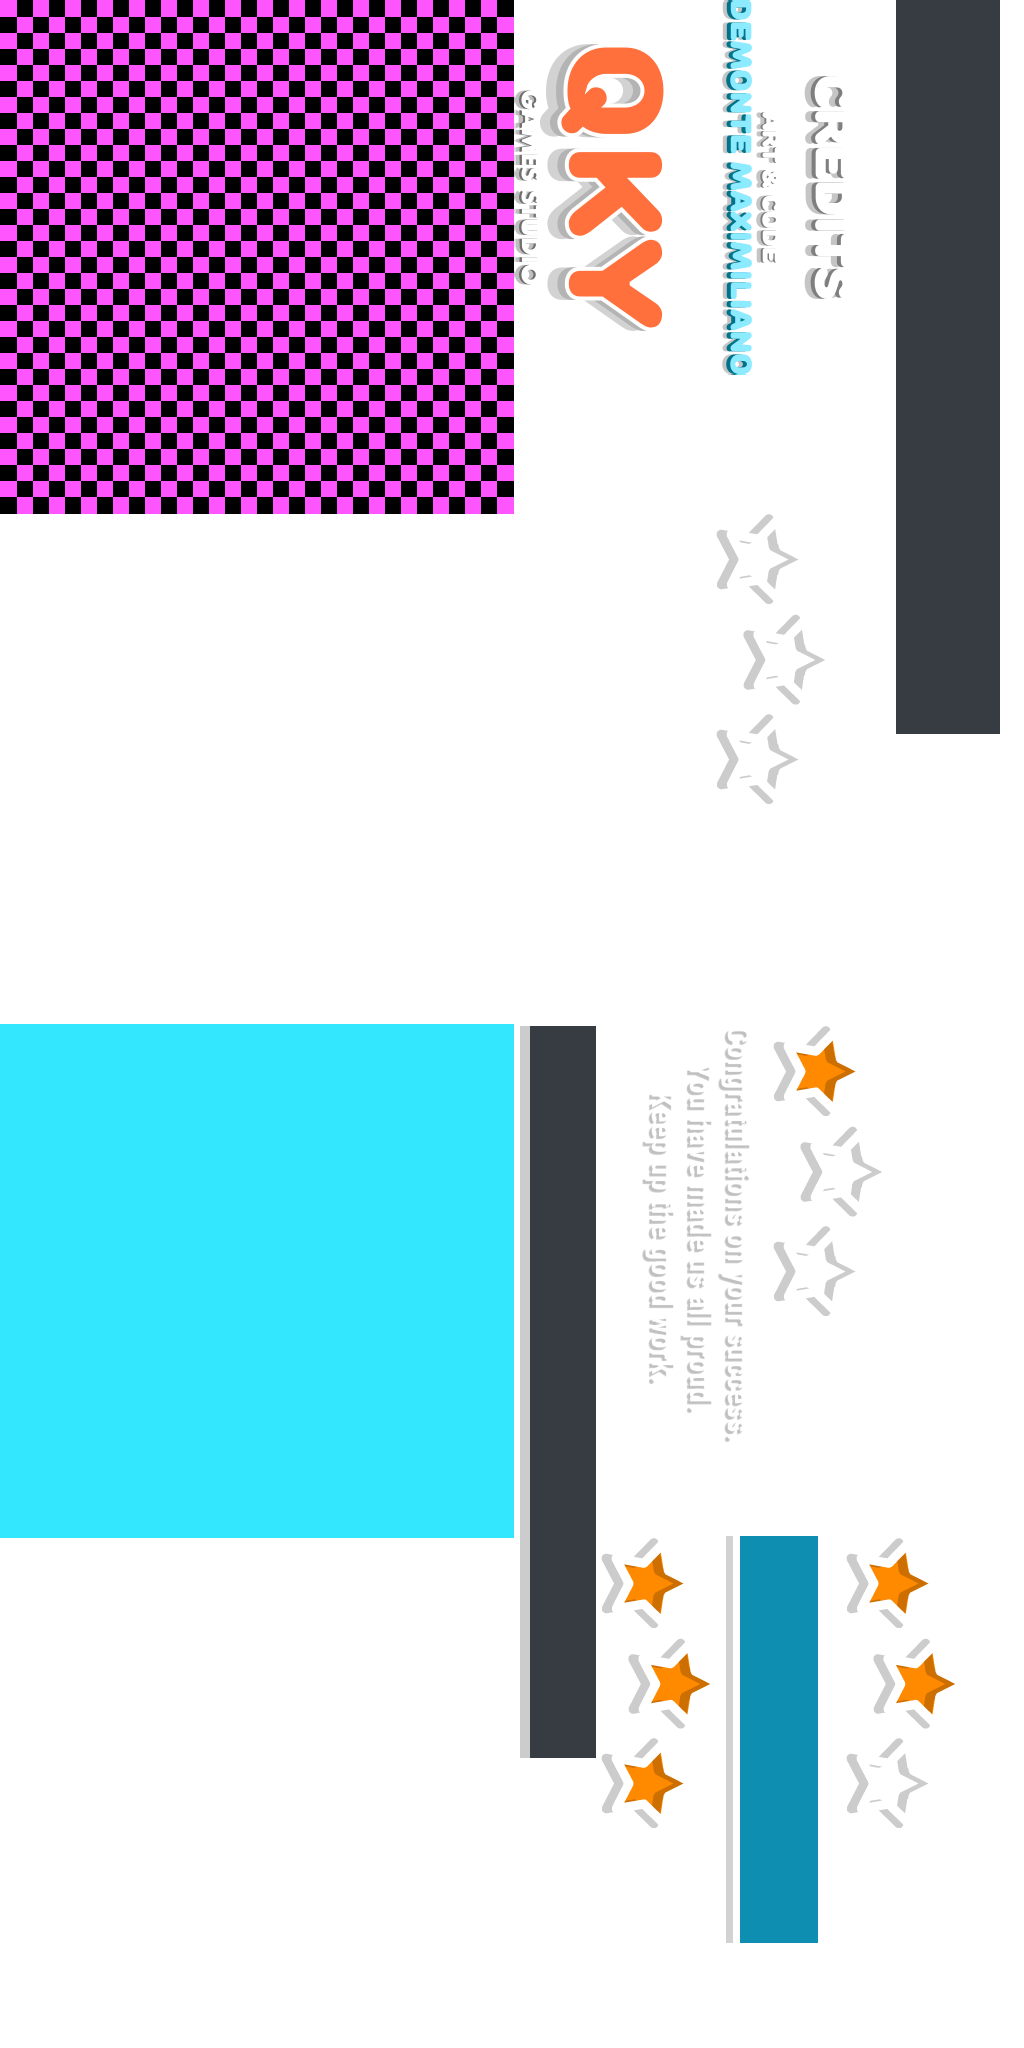 CREDITS
ART & CODE
DEMONTE MAXIMILIANO
QKY
GAMES STUDIO
Congratulations on your success.
You have made us all proud.
Keep up the good work.